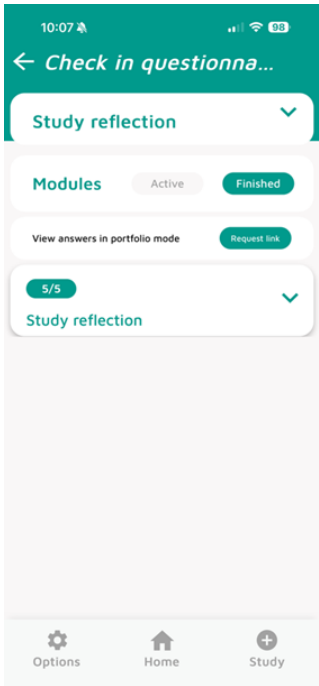 10:07
98
← Check in questionna...
Study reflection
Modules Active Finished
View answers in portfolio mode Request link
5/5
Study reflection
Options Home Study